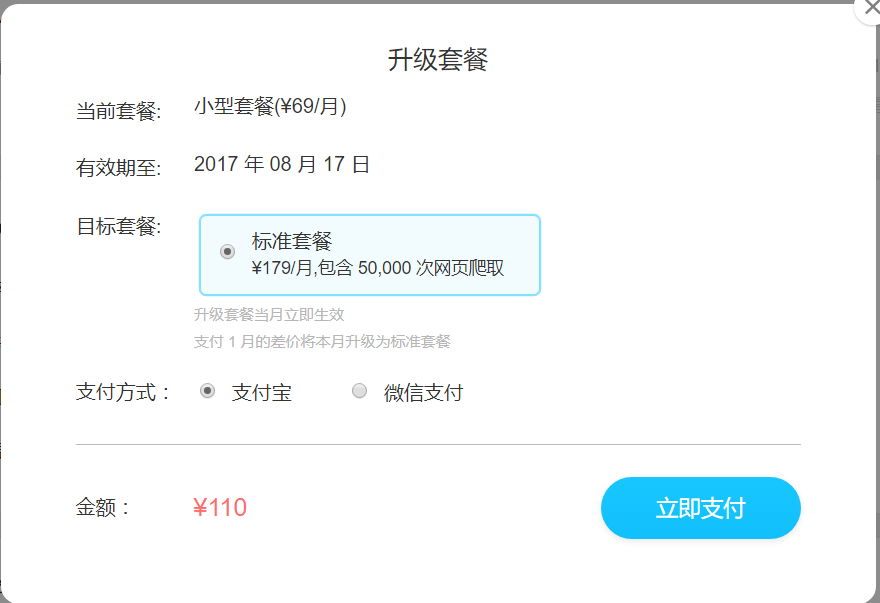 升级套餐
当前套餐: 小型套餐(¥69/月)
有效期至: 2017 年 08 月 17 日
目标套餐: 标准套餐
¥179/月,包含 50,000 次网页爬取
升级套餐当月立即生效
支付 1 月的差价将本月升级为标准套餐
支付方式： 支付宝 微信支付
金额： ¥110 立即支付